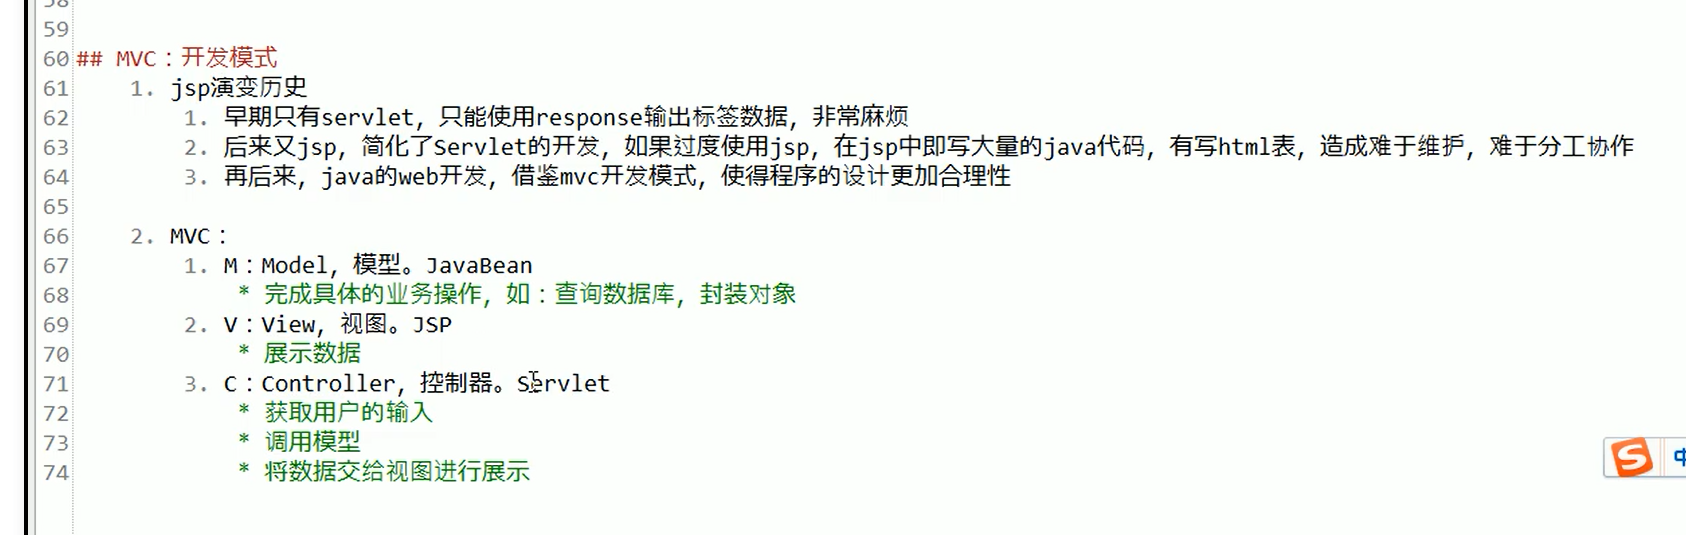 58
59
60 ## MVC：开发模式
61 1. jsp演变历史
62 1. 早期只有servlet，只能使用response输出标签数据，非常麻烦
63 2. 后来又jsp，简化了Servlet的开发，如果过度使用jsp，在jsp中即写大量的java代码，有写html表，造成难于维护，难于分工协作
64 3. 再后来，java的web开发，借鉴mvc开发模式，使得程序的设计更加合理性
65
66 2. MVC：
67 1. M：Model，模型。JavaBean
68 * 完成具体的业务操作，如：查询数据库，封装对象
69 2. V：View，视图。JSP
70 * 展示数据
71 3. C：Controller，控制器。Servlet
72 * 获取用户的输入
73 * 调用模型
74 * 将数据交给视图进行展示
S 中